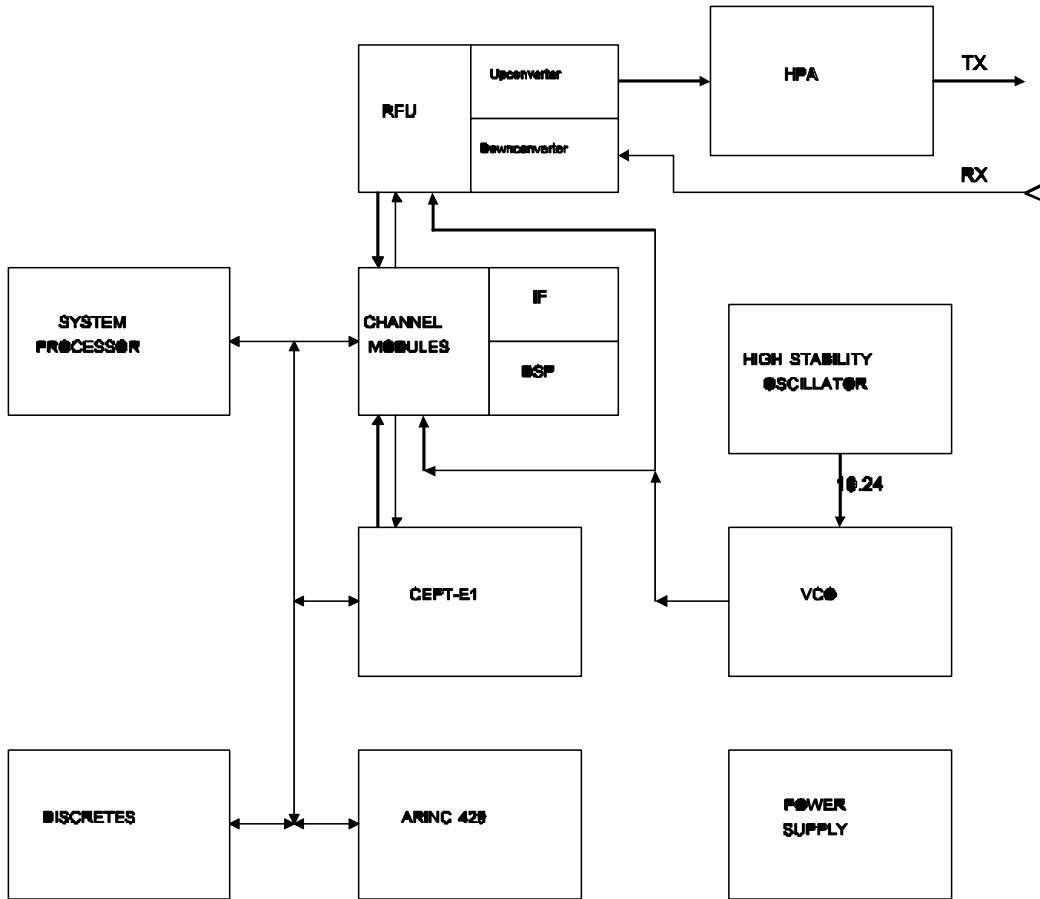 Upconverter
HPA
TX
RFU
Downconverter
RX
SYSTEM
PROCESSOR
CHANNEL
MODULES
IF
DSP
HIGH STABILITY
OSCILLATOR
10.24
CEPT-E1
VCO
DISCRETES
ARINC 429
POWER
SUPPLY